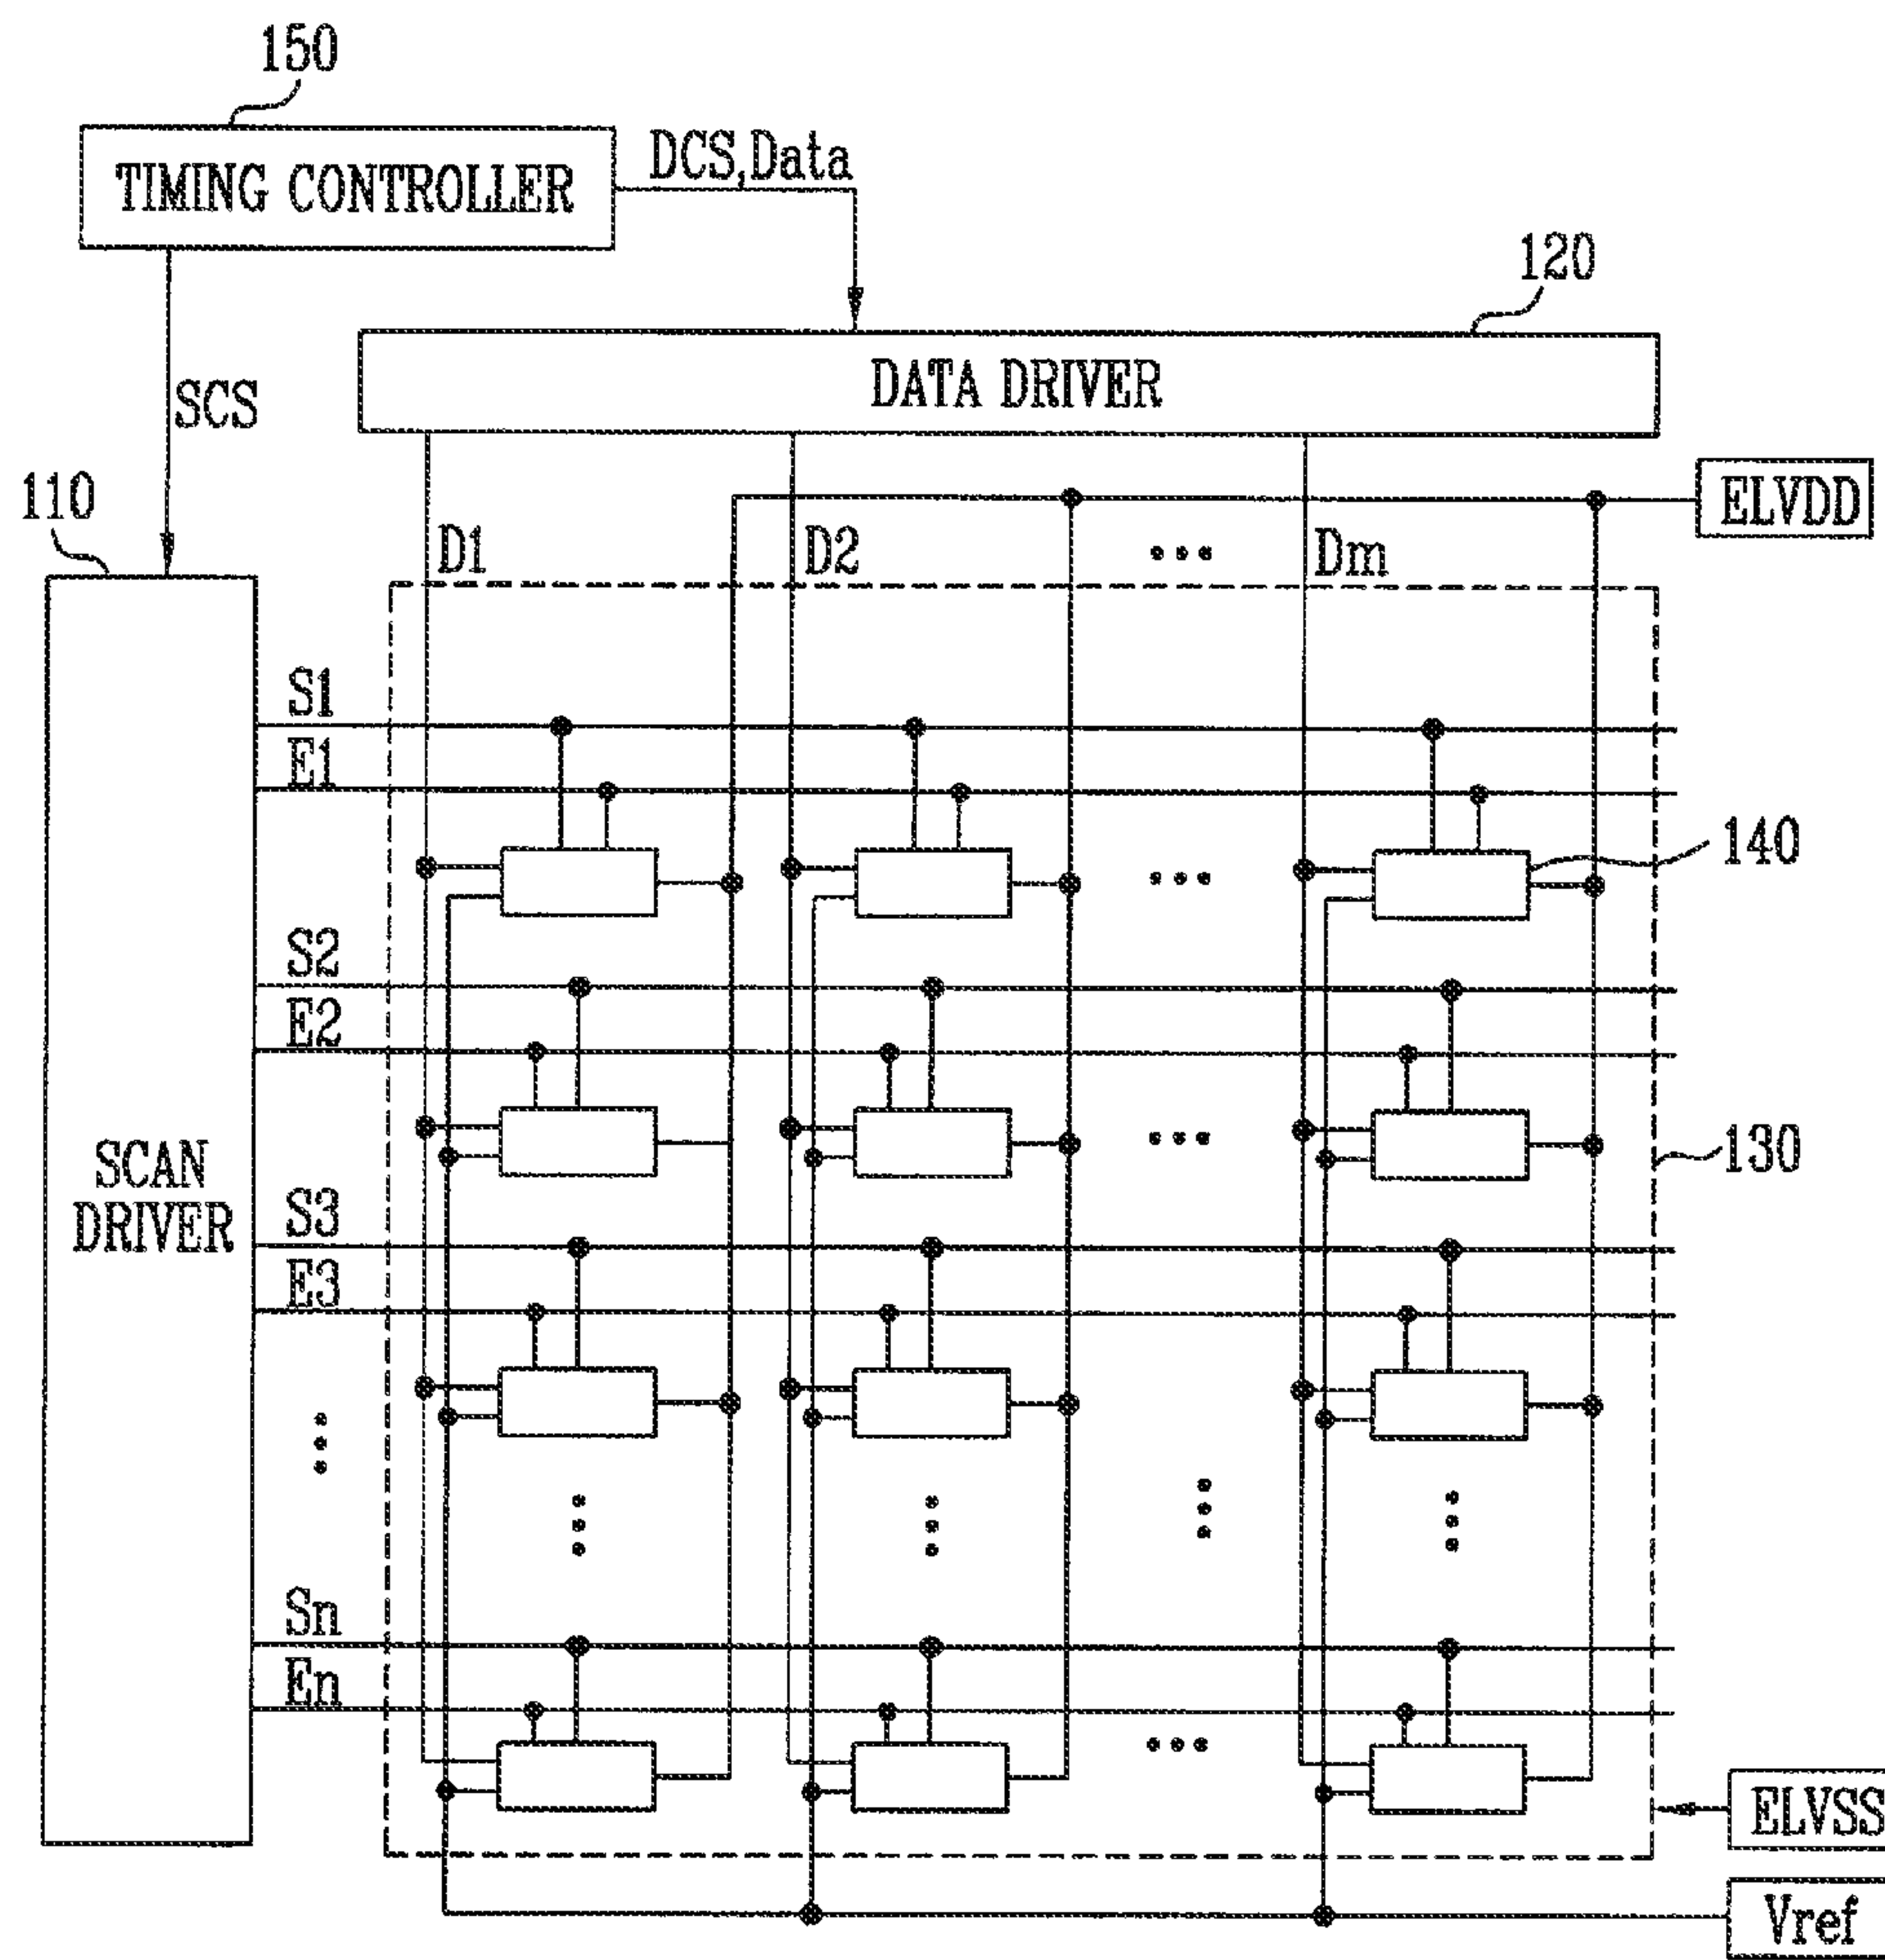 150
TIMING CONTROLLER
DCS,Data
120
DATA DRIVER
SCS
110
ELVDD
D1
D2
Dm
S1
E1
140
S2
E2
130
SCAN
DRIVER
S3
E3
Sn
En
ELVSS
Vref